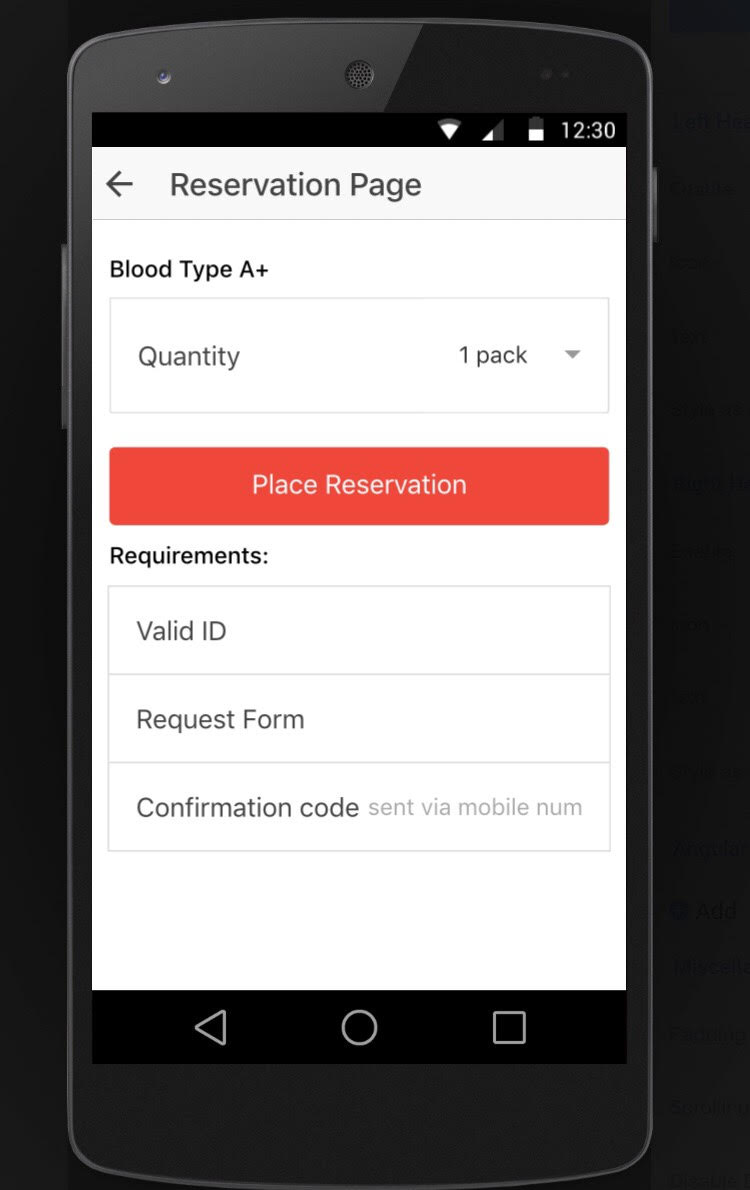 12:30
Reservation Page
Blood Type A+
Quantity 1 pack
Place Reservation
Requirements:
Valid ID
Request Form
Confirmation code sent via mobile num
Add